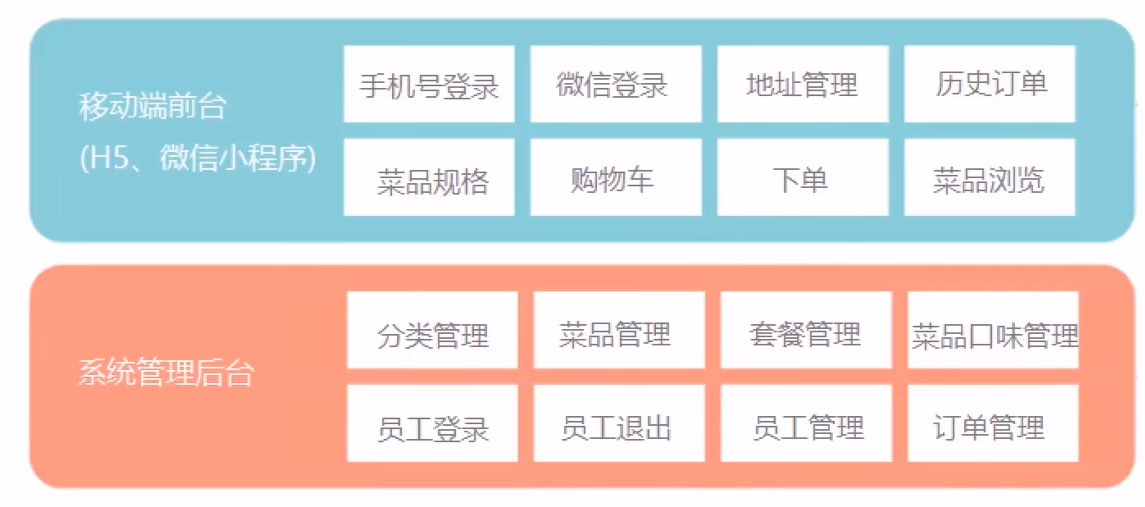 移动端前台
(H5、微信小程序)
手机号登录
微信登录
地址管理
历史订单
菜品规格
购物车
下单
菜品浏览
系统管理后台
分类管理
菜品管理
套餐管理
菜品口味管理
员工登录
员工退出
员工管理
订单管理